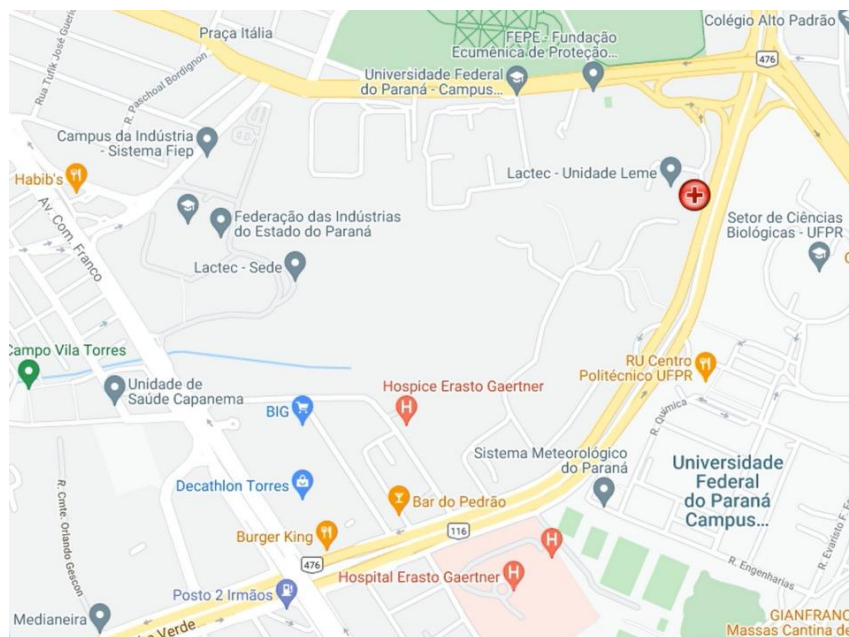 Praça Itália
FEPE - Fundação
Ecumênica de Proteção...
Colégio Alto Padrão
476
Rua Tufik José Gueri
R. Paschoal Bordignon
Universidade Federal
do Paraná - Campus...
Campus da Indústria
- Sistema Fiep
Lactec - Unidade Leme
Habib's
Av. Com. Franco
Federação das Indústrias
do Estado do Paraná
Setor de Ciências
Biológicas - UFPR
Lactec - Sede
Campo Vila Torres
RU Centro
Politécnico UFPR
Unidade de
Saúde Capanema
Hospice Erasto Gaertner
BIG
R. Química
Sistema Meteorológico
do Paraná
Universidade
Federal
do Paraná
Campus...
R. Cmte. Orlando Gescon
Decathlon Torres
Bar do Pedrão
Burger King
116
476
R. Evaristo F. F
R. Engenharias
Hospital Erasto Gaertner
Posto 2 Irmãos
Medianeira
Verde
GIANFRANC
Massas Cantina de